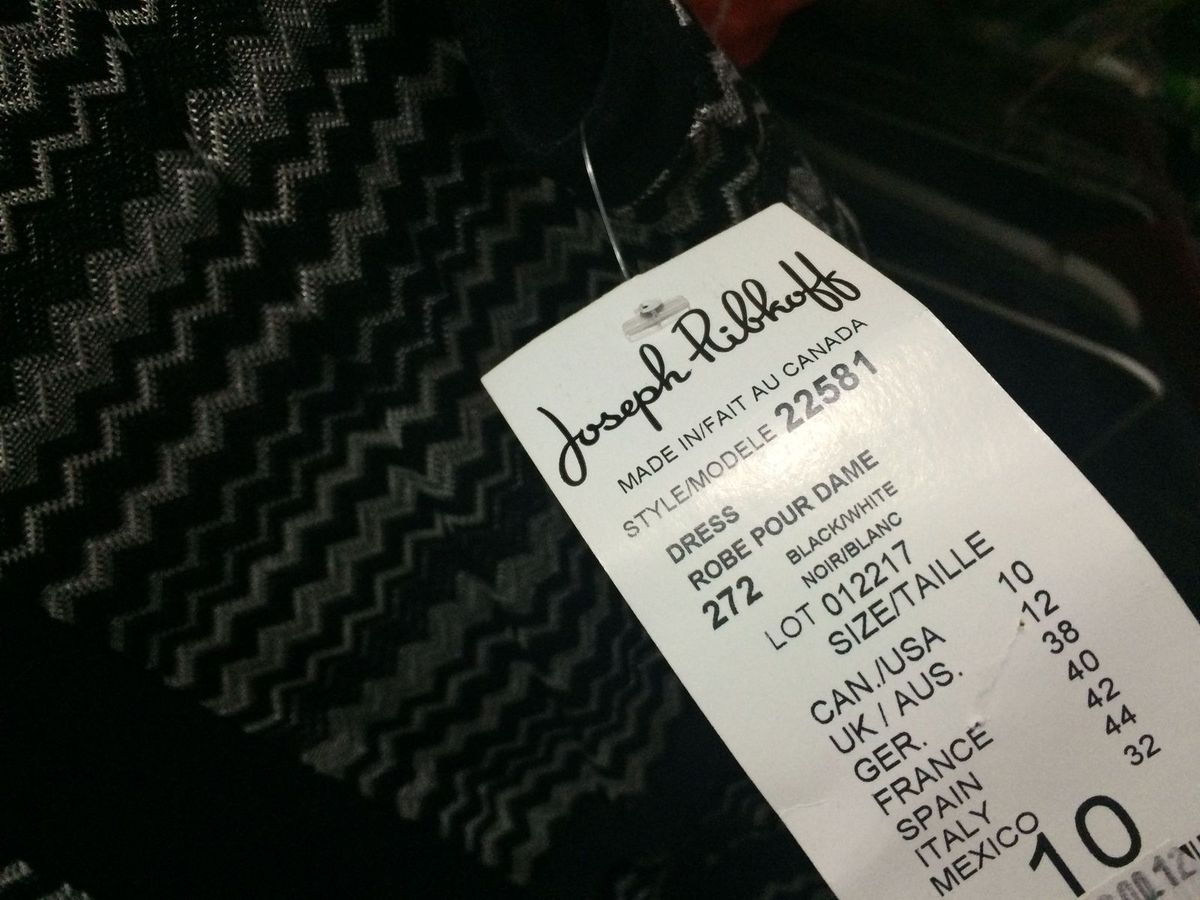 Joseph Ribkoff
MADE IN/FAIT AU CANADA
STYLE/MODELE 22581
DRESS
ROBE POUR DAME
272 BLACK/WHITE
NOIR/BLANC
LOT 012217
SIZE/TAILLE
CAN./USA 10
UK / AUS. 12
GER. 38
FRANCE 40
SPAIN 42
ITALY 44
MEXICO 32
10